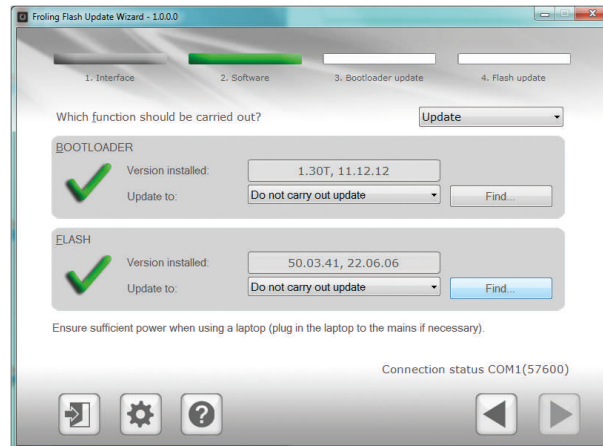 Froling Flash Update Wizard - 1.0.0.0
1. Interface 2. Software 3. Bootloader update 4. Flash update
Which function should be carried out? Update
BOOTLOADER
Version installed: 1.30T, 11.12.12
Update to: Do not carry out update Find...
FLASH
Version installed: 50.03.41, 22.06.06
Update to: Do not carry out update Find...
Ensure sufficient power when using a laptop (plug in the laptop to the mains if necessary).
Connection status COM1(57600)